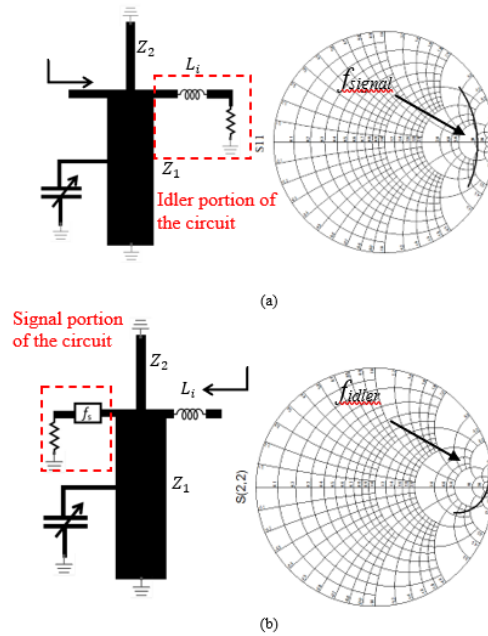 Z₂
Lᵢ
Z₁
Idler portion of
the circuit
S11
fsignal
(a)
Signal portion
of the circuit
Z₂
Lᵢ
fₛ
Z₁
S(2,2)
fidler
(b)